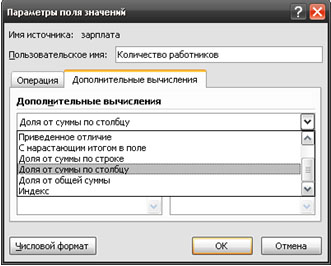 Параметры поля значений
Имя источника: зарплата
Пользовательское имя: Количество работников
Операция Дополнительные вычисления
Дополнительные вычисления
Доля от суммы по столбцу
Приведенное отличие
С нарастающим итогом в поле
Доля от суммы по строке
Доля от суммы по столбцу
Доля от общей суммы
Индекс
Числовой формат ОК Отмена